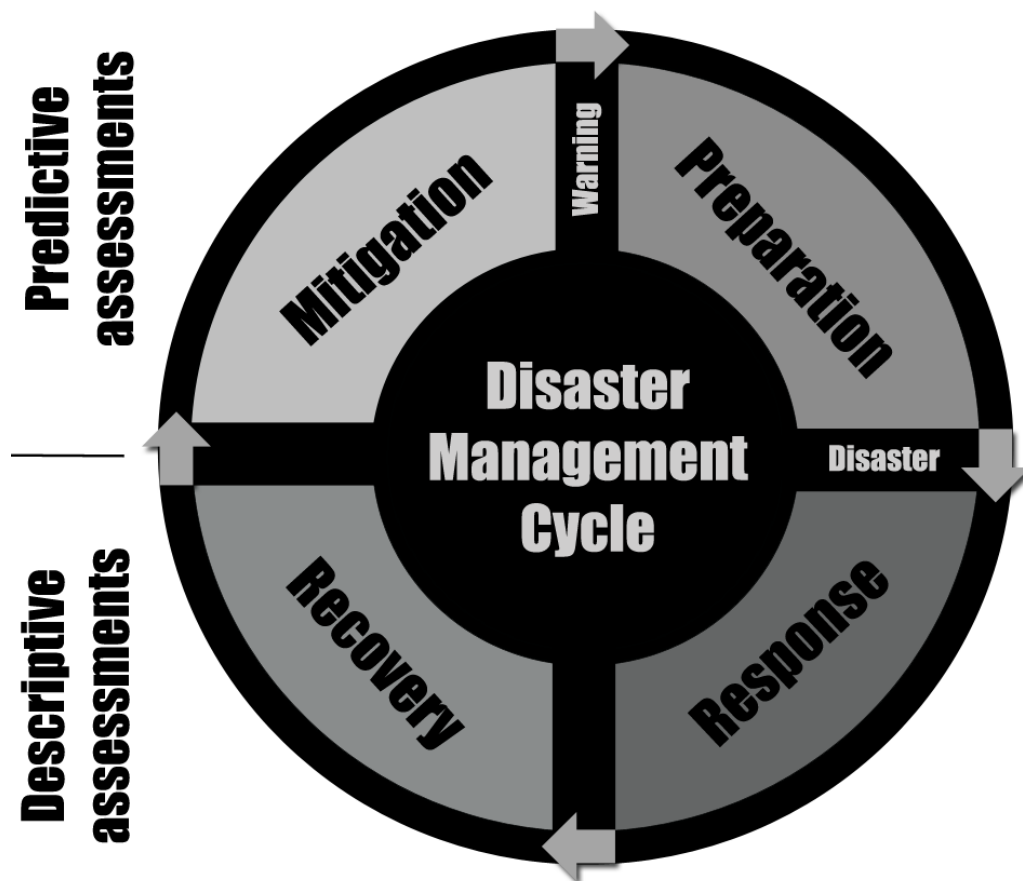 Predictive
assessments
Descriptive
assessments
Mitigation
Warning
Preparation
Disaster
Management
Cycle
Disaster
Recovery
Response